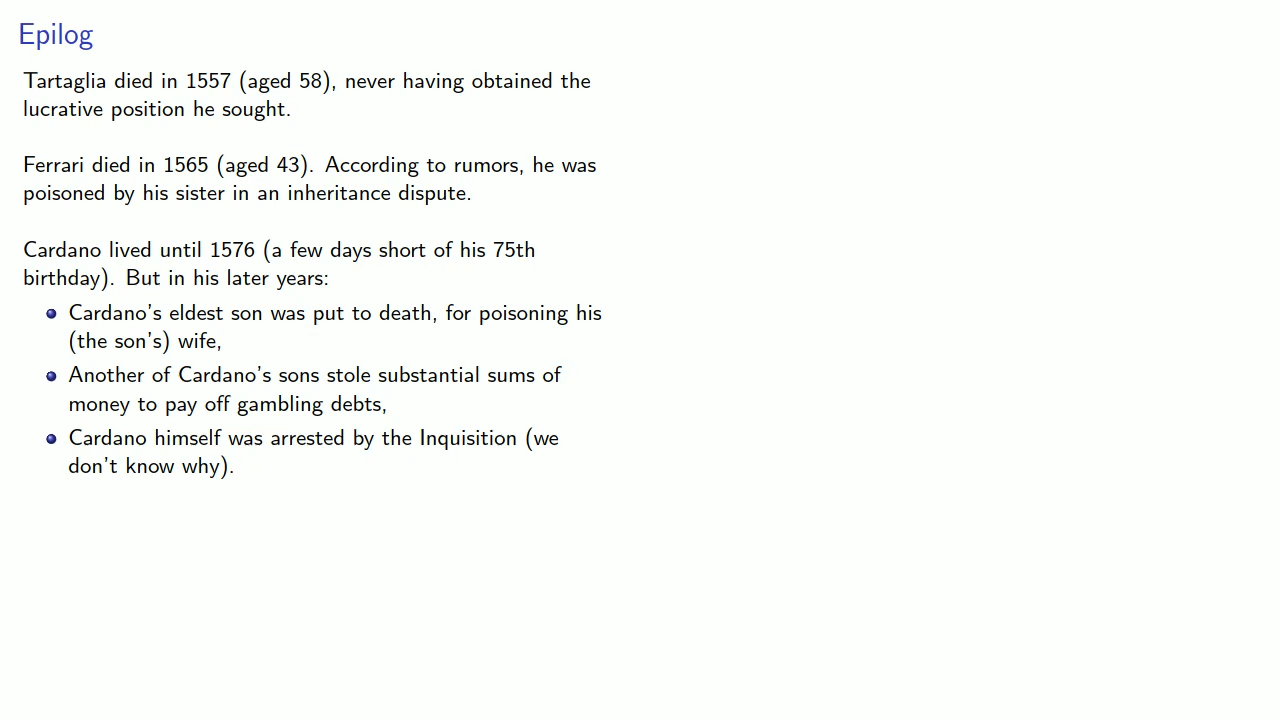 Epilog
Tartaglia died in 1557 (aged 58), never having obtained the
lucrative position he sought.
Ferrari died in 1565 (aged 43). According to rumors, he was
poisoned by his sister in an inheritance dispute.
Cardano lived until 1576 (a few days short of his 75th
birthday). But in his later years:
Cardano's eldest son was put to death, for poisoning his
(the son's) wife,
Another of Cardano's sons stole substantial sums of
money to pay off gambling debts,
Cardano himself was arrested by the Inquisition (we
don't know why).